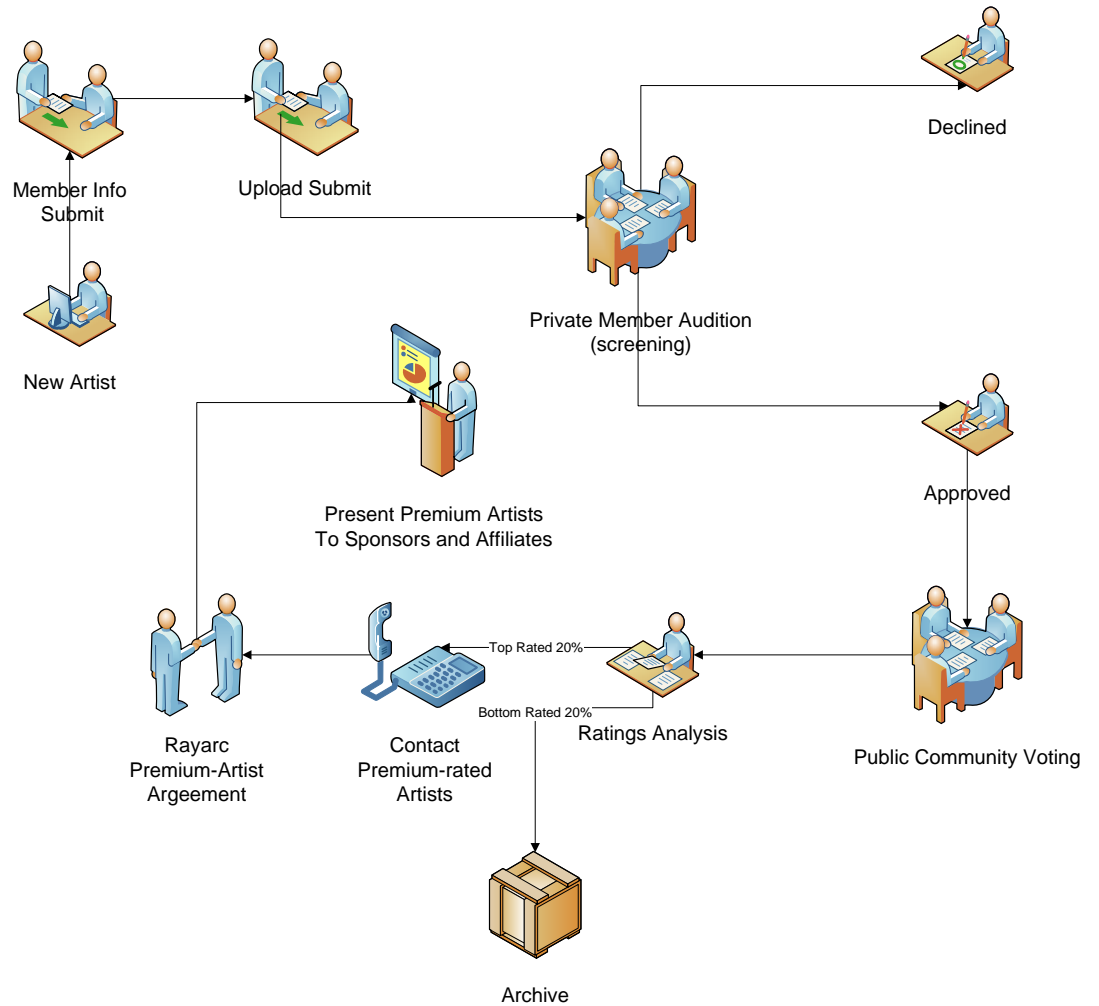 Declined
Member Info
Submit
Upload Submit
Private Member Audition
(screening)
New Artist
Approved
Present Premium Artists
To Sponsors and Affiliates
Top Rated 20%
Bottom Rated 20%
Ratings Analysis
Public Community Voting
Rayarc
Premium-Artist
Argeement
Contact
Premium-rated
Artists
Archive